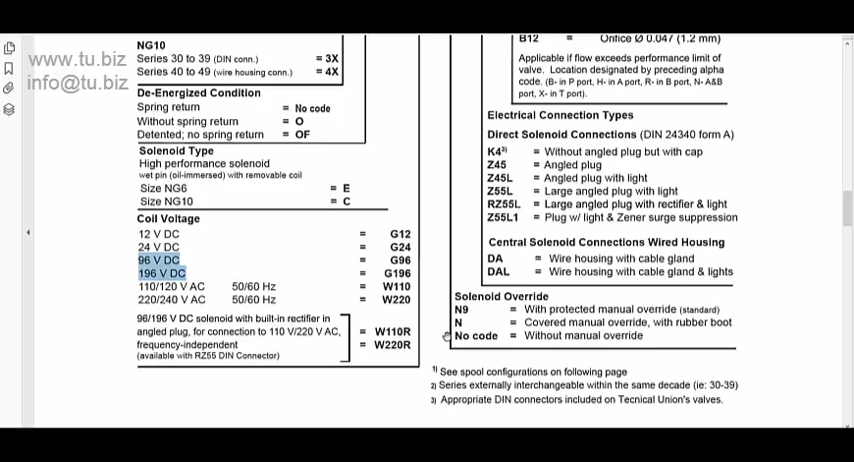 www.tu.biz
info@tu.biz
NG10
Series 30 to 39 (DIN conn.) = 3X
Series 40 to 49 (wire housing conn.) = 4X
De-Energized Condition
Spring return = No code
Without spring return = O
Detented; no spring return = OF
Solenoid Type
High performance solenoid
wet pin (oil-immersed) with removable coil
Size NG6 = E
Size NG10 = C
Coil Voltage
12 V DC = G12
24 V DC = G24
96 V DC = G96
196 V DC = G196
110/120 V AC 50/60 Hz = W110
220/240 V AC 50/60 Hz = W220
96/196 V DC solenoid with built-in rectifier in
angled plug, for connection to 110 V/220 V AC, = W110R
frequency-independent = W220R
(available with RZ55 DIN Connector)
B12 = Orifice Ø 0.047 (1.2 mm)
Applicable if flow exceeds performance limit of
valve. Location designated by preceding alpha
code. (B- in P port, H- in A port, R- in B port, N- A&B
port, X- in T port).
Electrical Connection Types
Direct Solenoid Connections (DIN 24340 form A)
K4³⁾ = Without angled plug but with cap
Z45 = Angled plug
Z45L = Angled plug with light
Z55L = Large angled plug with light
RZ55L = Large angled plug with rectifier & light
Z55L1 = Plug w/ light & Zener surge suppression
Central Solenoid Connections Wired Housing
DA = Wire housing with cable gland
DAL = Wire housing with cable gland & lights
Solenoid Override
N9 = With protected manual override (standard)
N = Covered manual override, with rubber boot
No code = Without manual override
1) See spool configurations on following page
2) Series externally interchangeable within the same decade (ie: 30-39)
3) Appropriate DIN connectors included on Tecnical Union's valves.